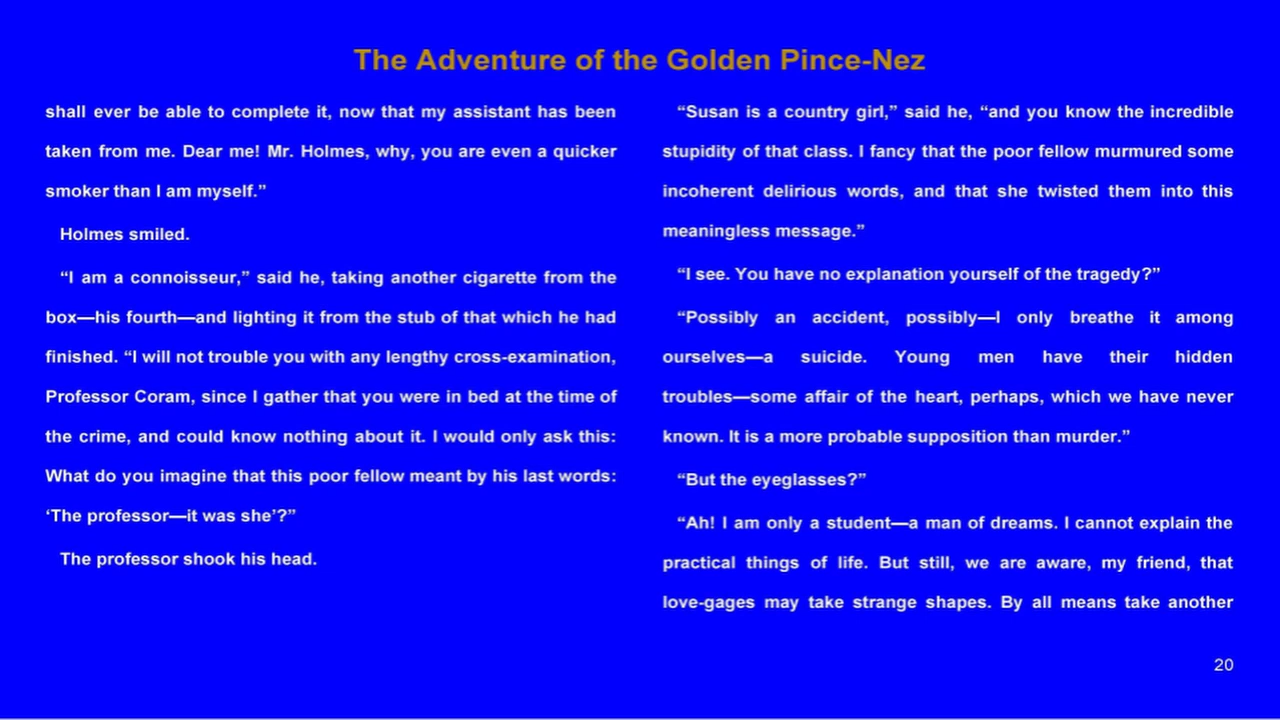 The Adventure of the Golden Pince-Nez
shall ever be able to complete it, now that my assistant has been
taken from me. Dear me! Mr. Holmes, why, you are even a quicker
smoker than I am myself.”
Holmes smiled.
“I am a connoisseur,” said he, taking another cigarette from the
box—his fourth—and lighting it from the stub of that which he had
finished. “I will not trouble you with any lengthy cross-examination,
Professor Coram, since I gather that you were in bed at the time of
the crime, and could know nothing about it. I would only ask this:
What do you imagine that this poor fellow meant by his last words:
‘The professor—it was she’?”
The professor shook his head.
“Susan is a country girl,” said he, “and you know the incredible
stupidity of that class. I fancy that the poor fellow murmured some
incoherent delirious words, and that she twisted them into this
meaningless message.”
“I see. You have no explanation yourself of the tragedy?”
“Possibly an accident, possibly—I only breathe it among
ourselves—a suicide. Young men have their hidden
troubles—some affair of the heart, perhaps, which we have never
known. It is a more probable supposition than murder.”
“But the eyeglasses?”
“Ah! I am only a student—a man of dreams. I cannot explain the
practical things of life. But still, we are aware, my friend, that
love-gages may take strange shapes. By all means take another
20